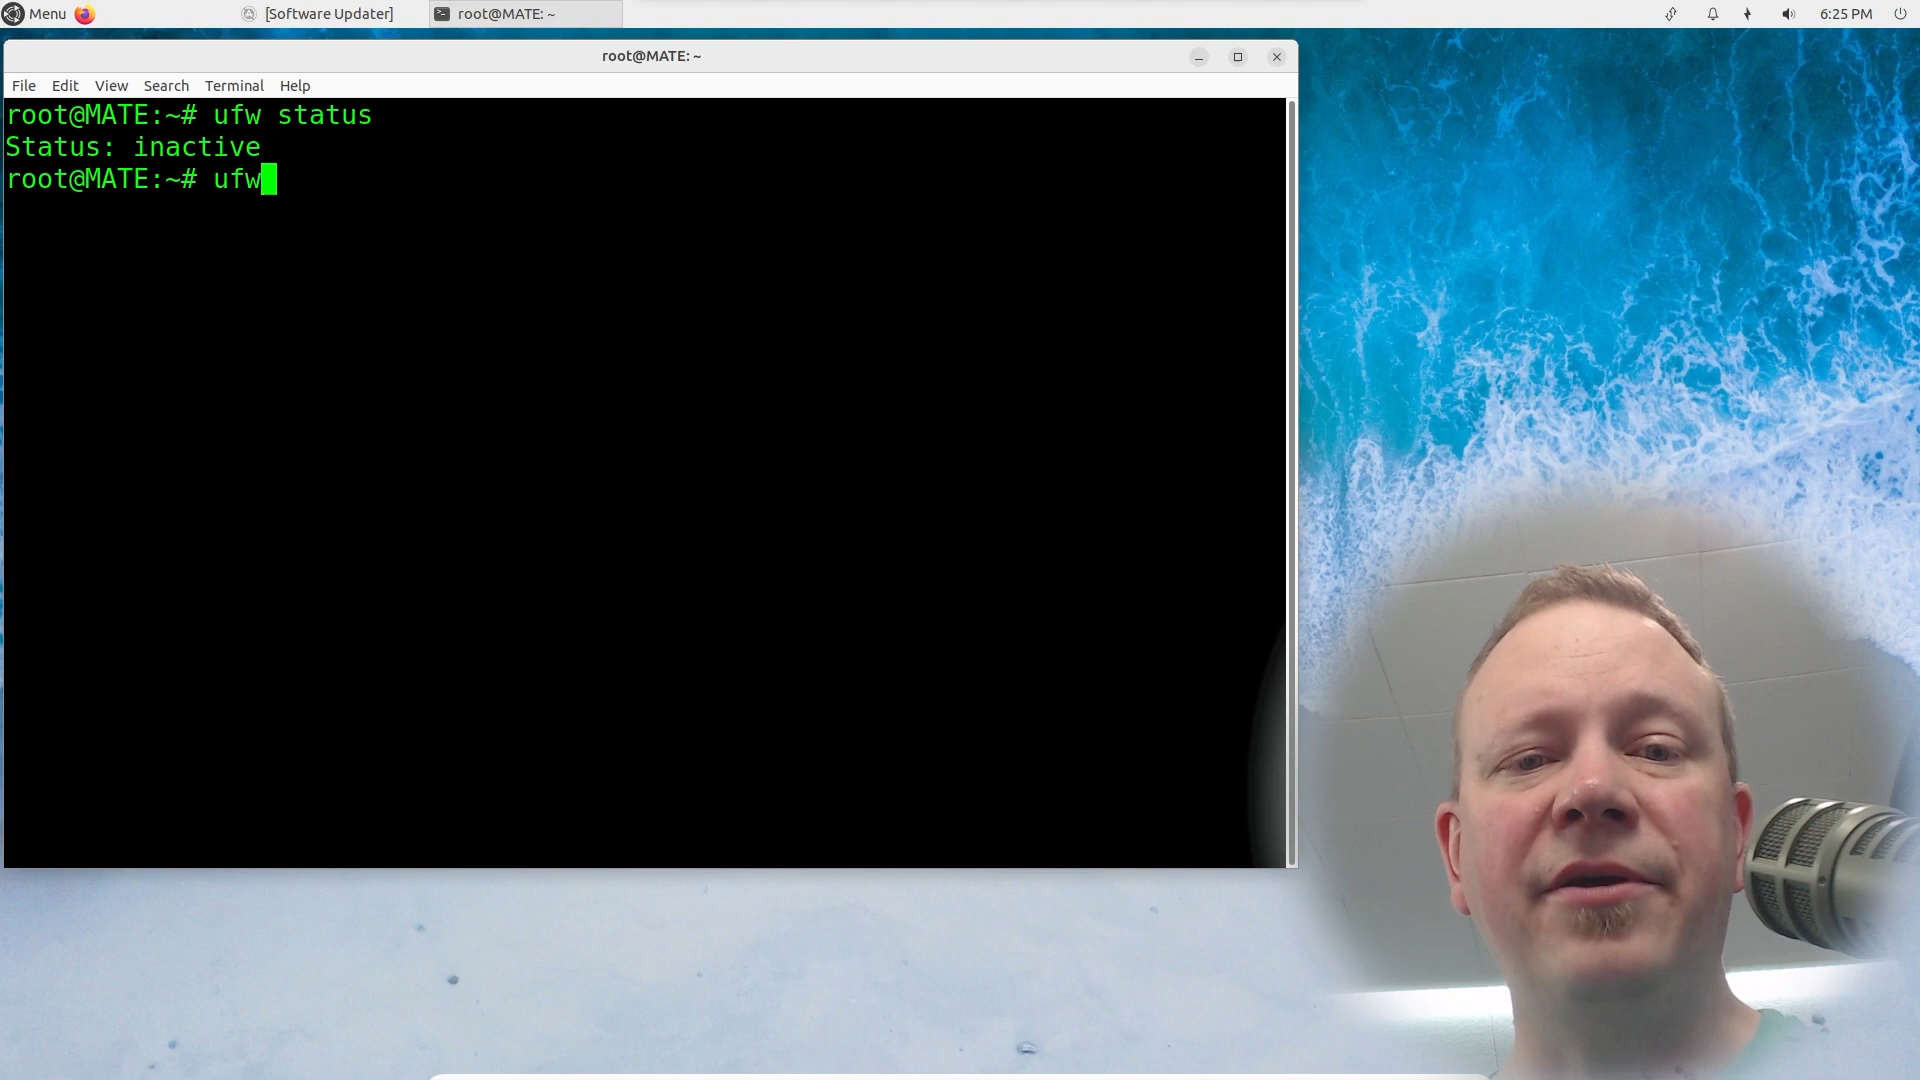 Menu [Software Updater] root@MATE: ~ 6:25 PM
root@MATE: ~
File Edit View Search Terminal Help
root@MATE:~# ufw status
Status: inactive
root@MATE:~# ufw